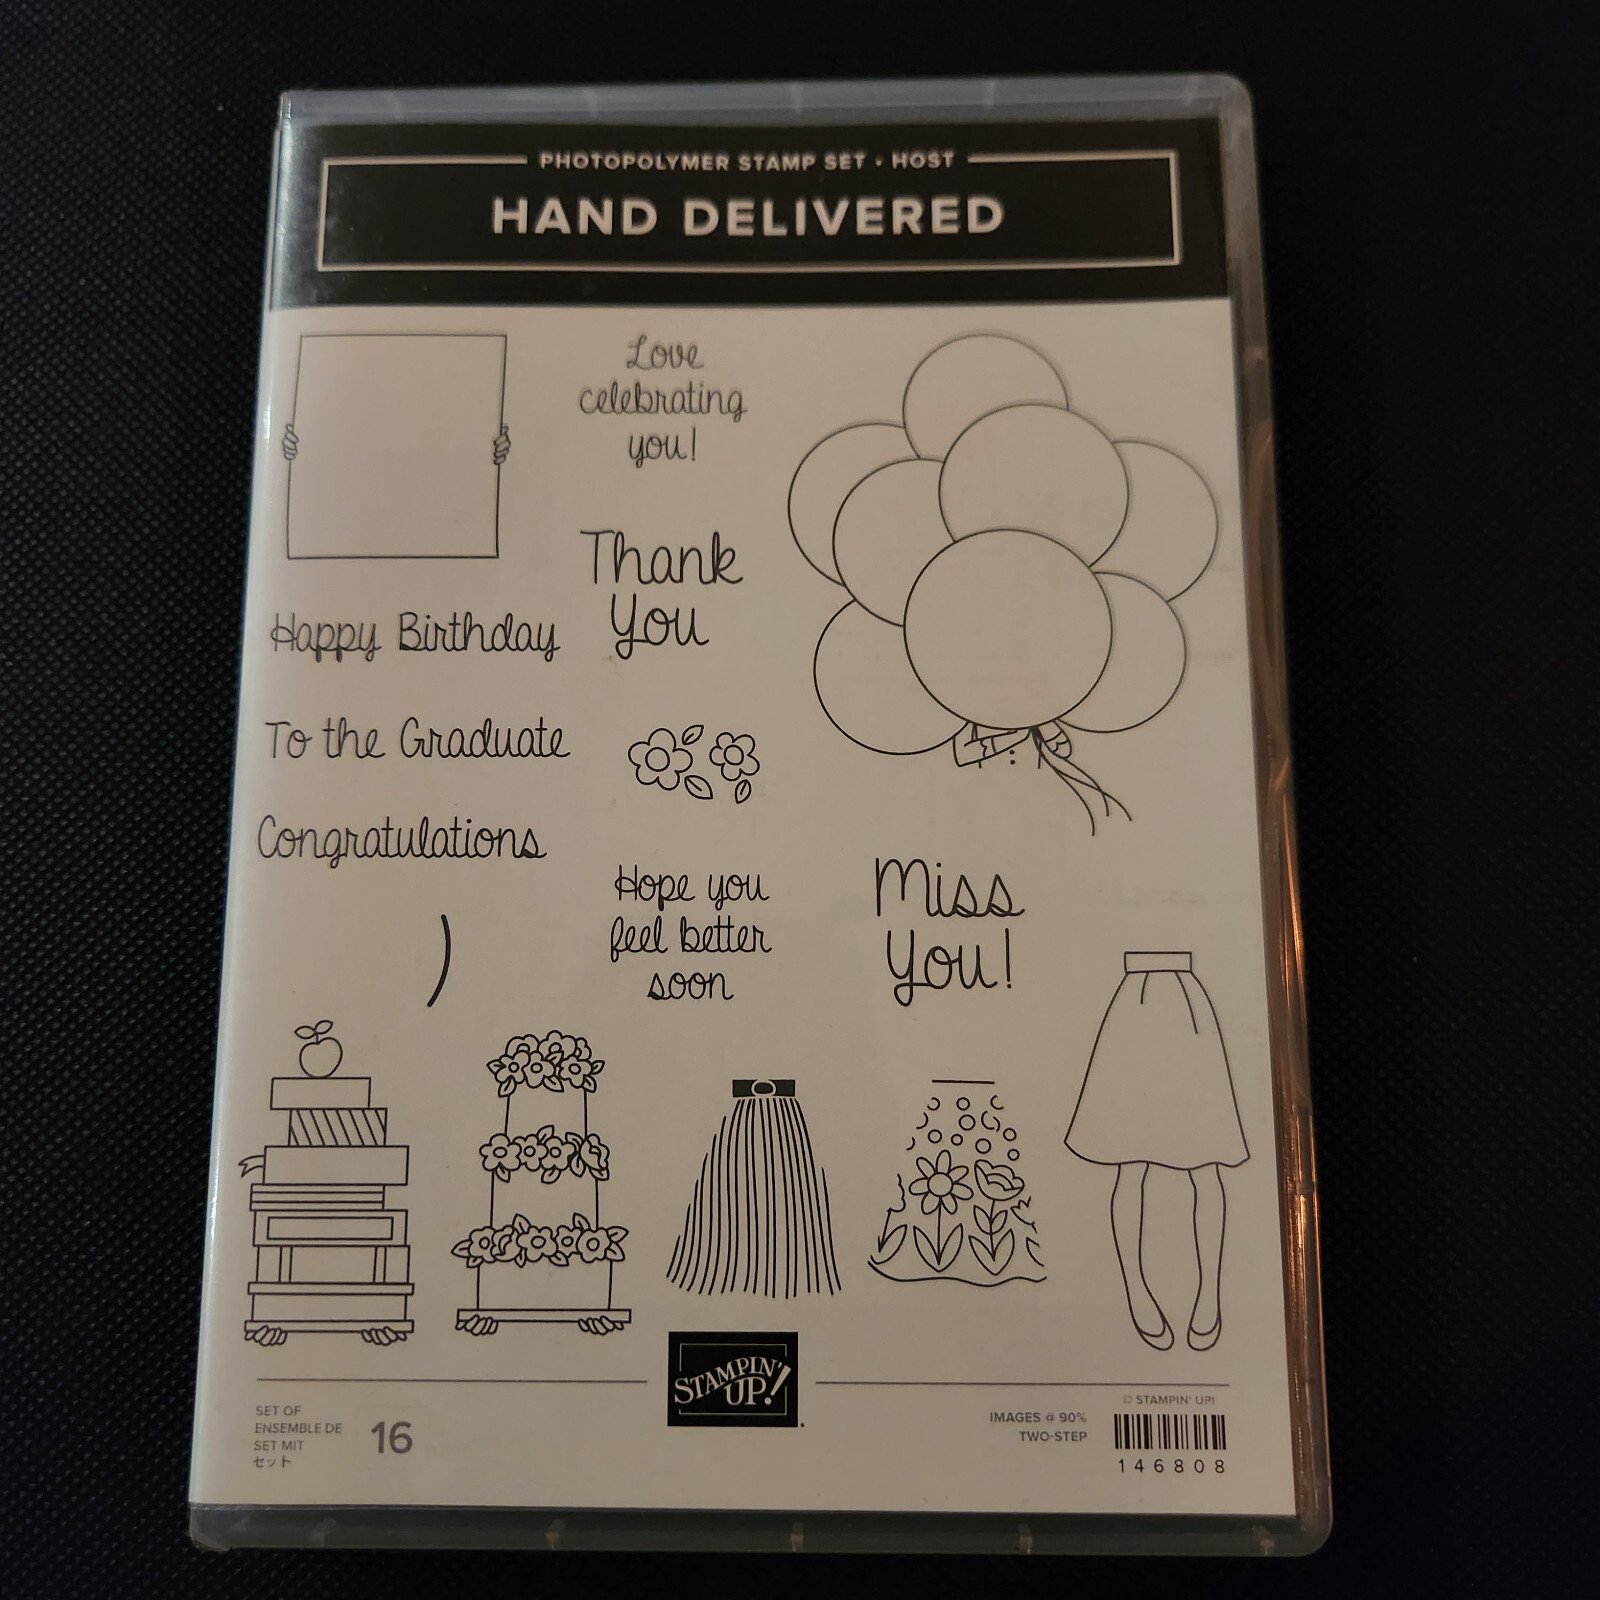 PHOTOPOLYMER STAMP SET • HOST
HAND DELIVERED
Love
celebrating
you!
Thank
You
Happy Birthday
To the Graduate
Congratulations
Hope you
feel better
soon
Miss
You!
STAMPIN'
UP!
SET OF
ENSEMBLE DE
SET MIT
セット
16
IMAGES @ 90%
TWO-STEP
© STAMPIN' UP!
146808